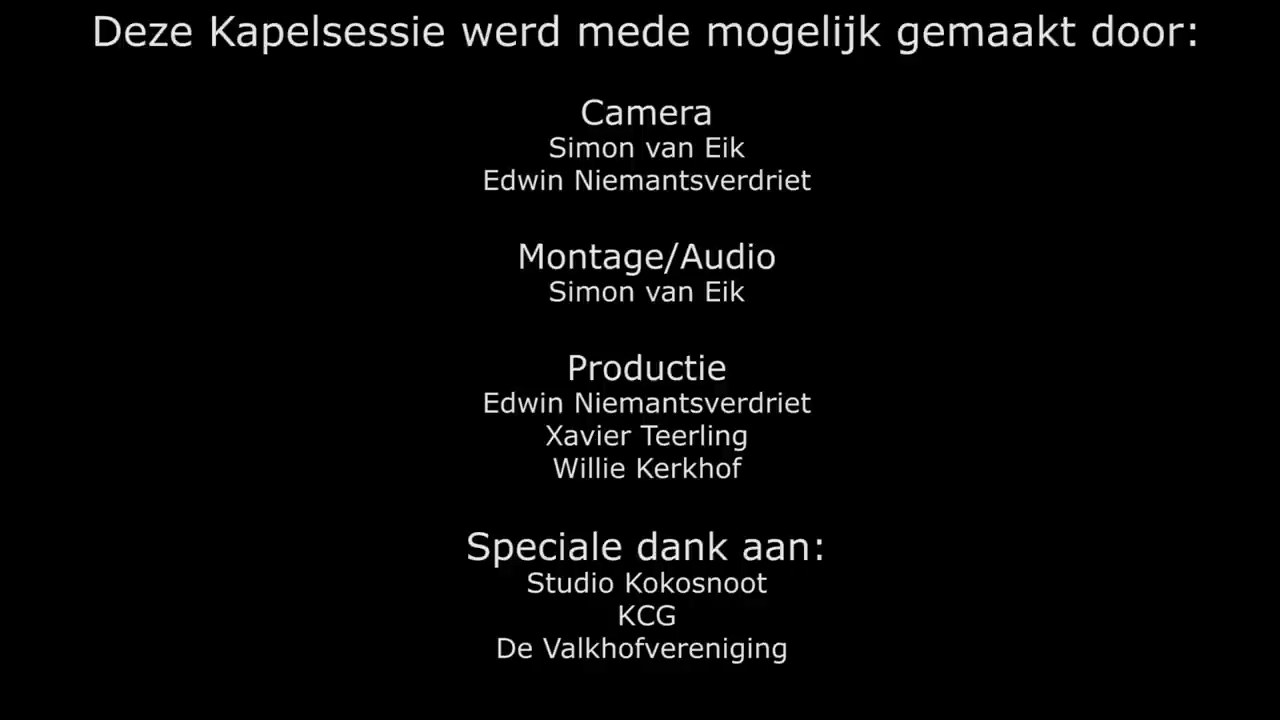 Deze Kapelsessie werd mede mogelijk gemaakt door:
Camera
Simon van Eik
Edwin Niemantsverdriet
Montage/Audio
Simon van Eik
Productie
Edwin Niemantsverdriet
Xavier Teerling
Willie Kerkhof
Speciale dank aan:
Studio Kokosnoot
KCG
De Valkhofvereniging